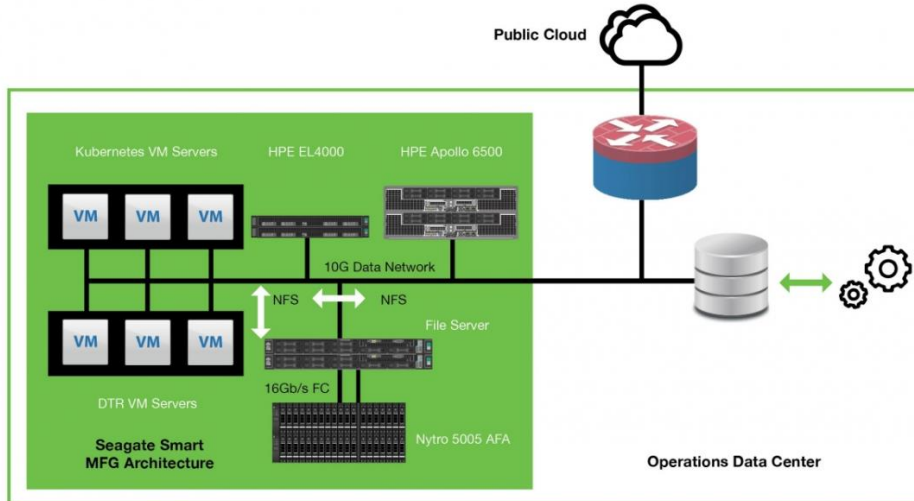 Public Cloud
Kubernetes VM Servers
HPE EL4000
HPE Apollo 6500
VM VM VM
10G Data Network
NFS NFS
VM VM VM
File Server
16Gb/s FC
DTR VM Servers
Nytro 5005 AFA
Seagate Smart
MFG Architecture
Operations Data Center